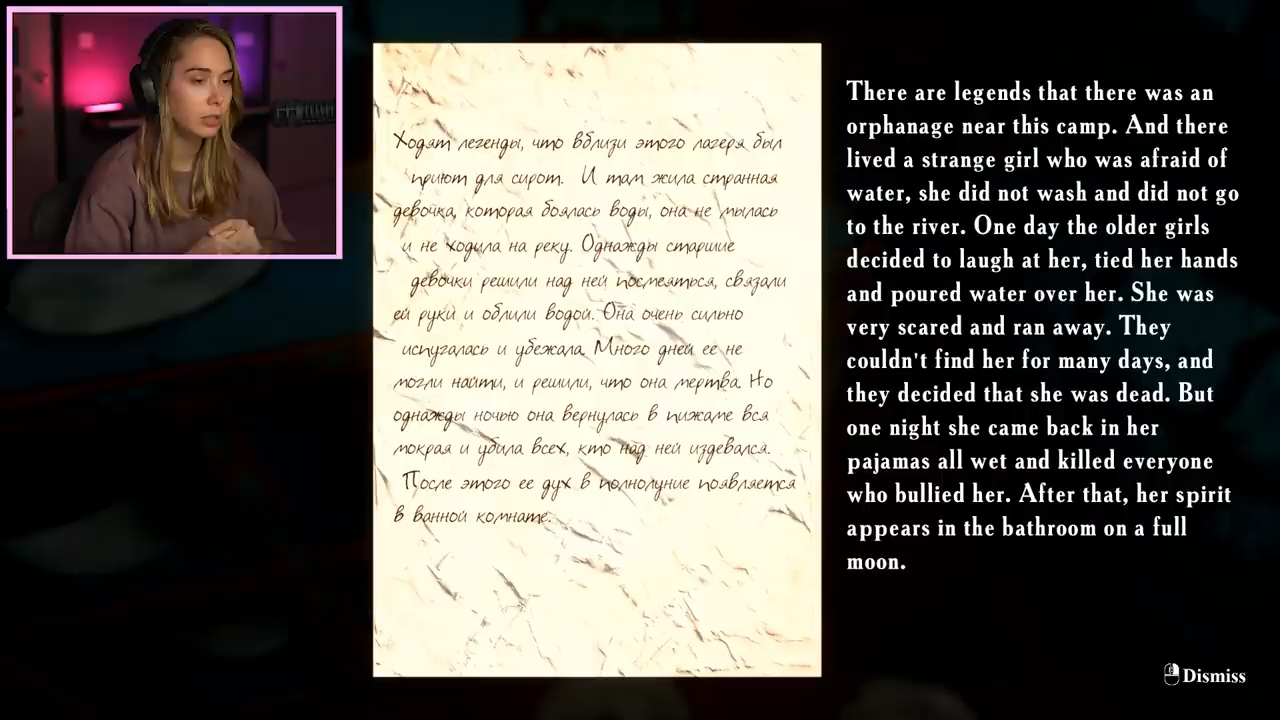 Ходят легенды, что вблизи этого лагеря был
приют для сирот. И там жила странная
девочка, которая боялась воды, она не мылась
и не ходила на реку. Однажды старшие
девочки решили над ней посмеяться, связали
ей руки и облили водой. Она очень сильно
испугалась и убежала. Много дней ее не
могли найти, и решили, что она мертва. Но
однажды ночью она вернулась в пижаме вся
мокрая и убила всех, кто над ней издевался.
После этого ее дух в полнолуние появляется
в ванной комнате.
There are legends that there was an
orphanage near this camp. And there
lived a strange girl who was afraid of
water, she did not wash and did not go
to the river. One day the older girls
decided to laugh at her, tied her hands
and poured water over her. She was
very scared and ran away. They
couldn't find her for many days, and
they decided that she was dead. But
one night she came back in her
pajamas all wet and killed everyone
who bullied her. After that, her spirit
appears in the bathroom on a full
moon.
Dismiss